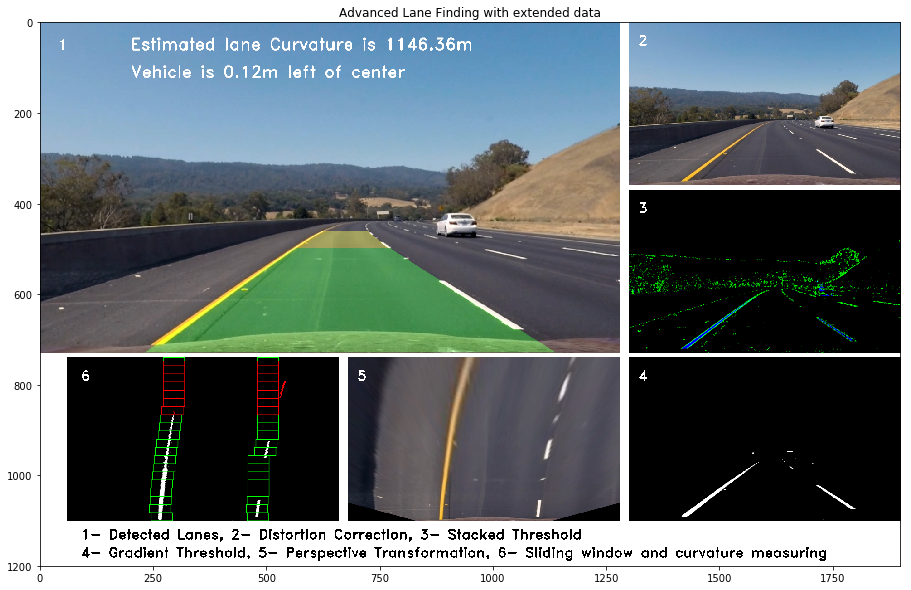 Advanced Lane Finding with extended data
0
200
400
600
800
1000
1200
1
Estimated lane Curvature is 1146.36m
Vehicle is 0.12m left of center
2
3
6
5
4
1- Detected Lanes, 2- Distortion Correction, 3- Stacked Threshold
4- Gradient Threshold, 5- Perspective Transformation, 6- Sliding window and curvature measuring
0 250 500 750 1000 1250 1500 1750